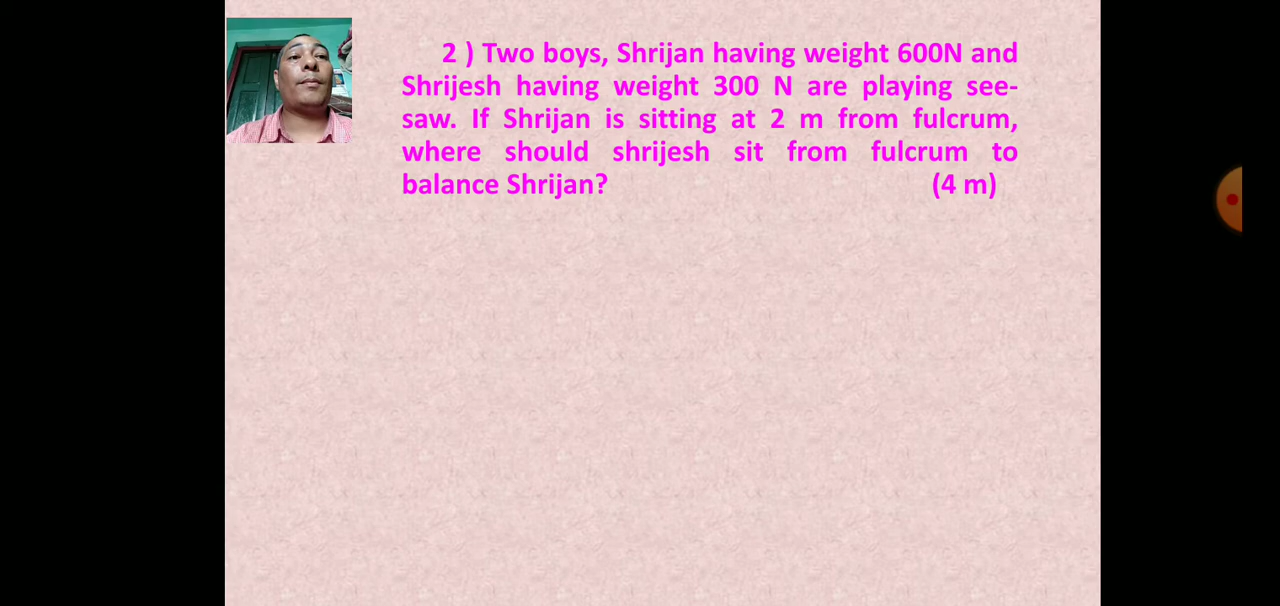 2 ) Two boys, Shrijan having weight 600N and
Shrijesh having weight 300 N are playing see-
saw. If Shrijan is sitting at 2 m from fulcrum,
where should shrijesh sit from fulcrum to
balance Shrijan? (4 m)